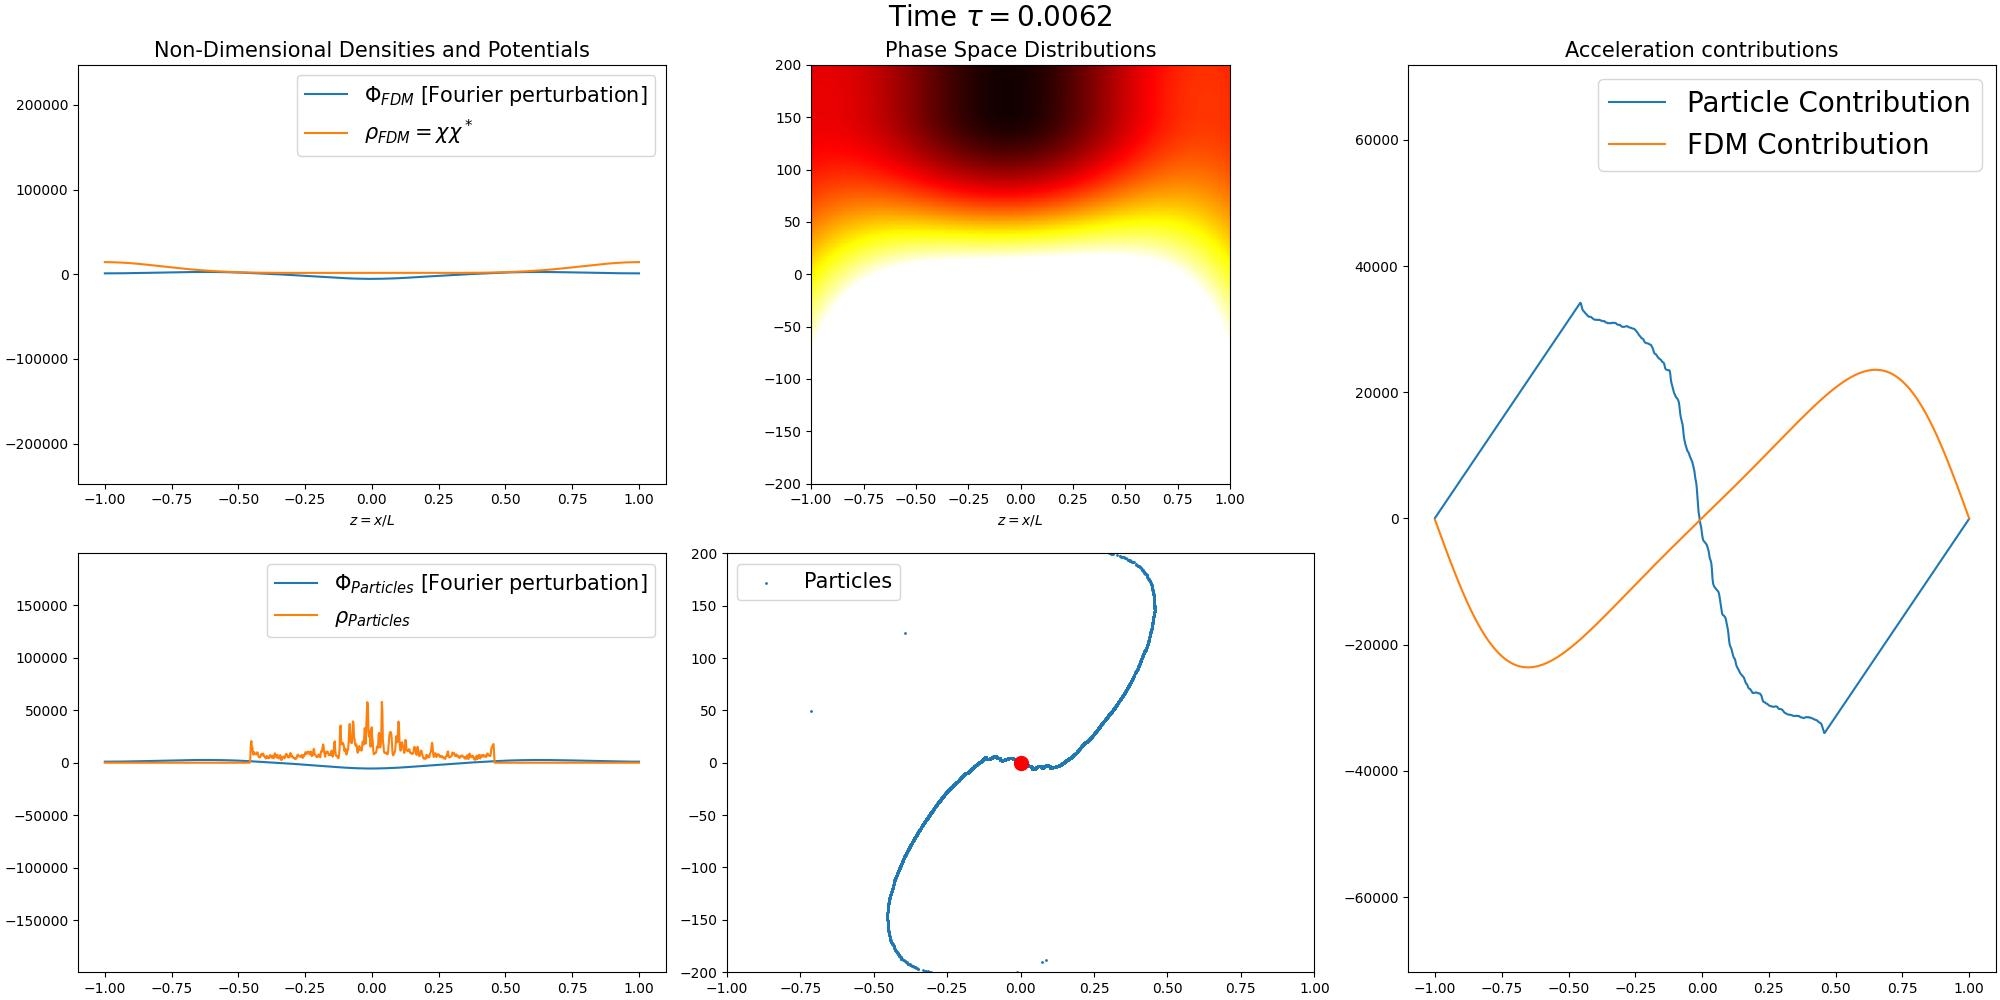 Time τ = 0.0062
Non-Dimensional Densities and Potentials
Φ_FDM [Fourier perturbation]
ρ_FDM = χχ*
200000
100000
0
−100000
−200000
−1.00 −0.75 −0.50 −0.25 0.00 0.25 0.50 0.75 1.00
z = x/L
Phase Space Distributions
200
150
100
50
0
−50
−100
−150
−200
−1.00 −0.75 −0.50 −0.25 0.00 0.25 0.50 0.75 1.00
z = x/L
Acceleration contributions
Particle Contribution
FDM Contribution
60000
40000
20000
0
−20000
−40000
−60000
−1.00 −0.75 −0.50 −0.25 0.00 0.25 0.50 0.75 1.00
Φ_Particles [Fourier perturbation]
ρ_Particles
150000
100000
50000
0
−50000
−100000
−150000
−1.00 −0.75 −0.50 −0.25 0.00 0.25 0.50 0.75 1.00
Particles
200
150
100
50
0
−50
−100
−150
−200
−1.00 −0.75 −0.50 −0.25 0.00 0.25 0.50 0.75 1.00